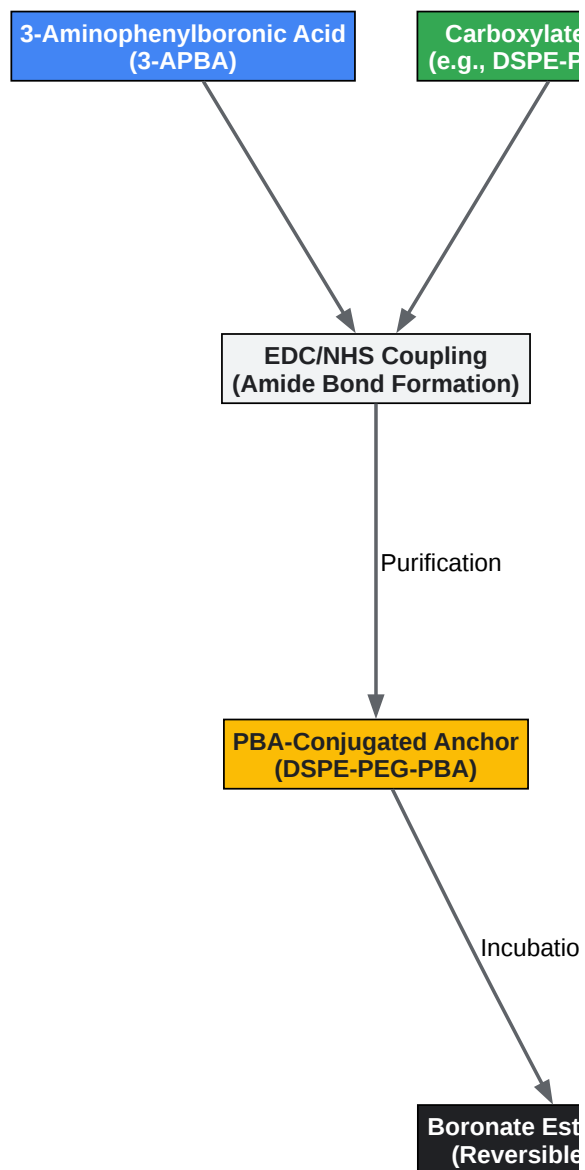 3-Aminophenylboronic Acid
(3-APBA)
Carboxylate
(e.g., DSPE-P
EDC/NHS Coupling
(Amide Bond Formation)
Purification
PBA-Conjugated Anchor
(DSPE-PEG-PBA)
Incubatio
Boronate Est
(Reversible